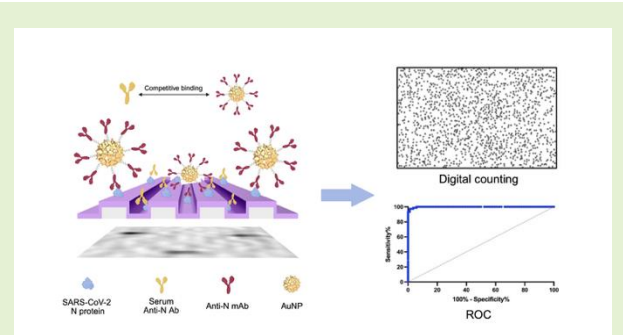 Competitive binding
SARS-CoV-2
N protein
Serum
Anti-N Ab
Anti-N mAb
AuNP
Digital counting
Sensitivity%
100
80
60
40
20
0
0
20
40
60
80
100
100% - Specificity%
ROC